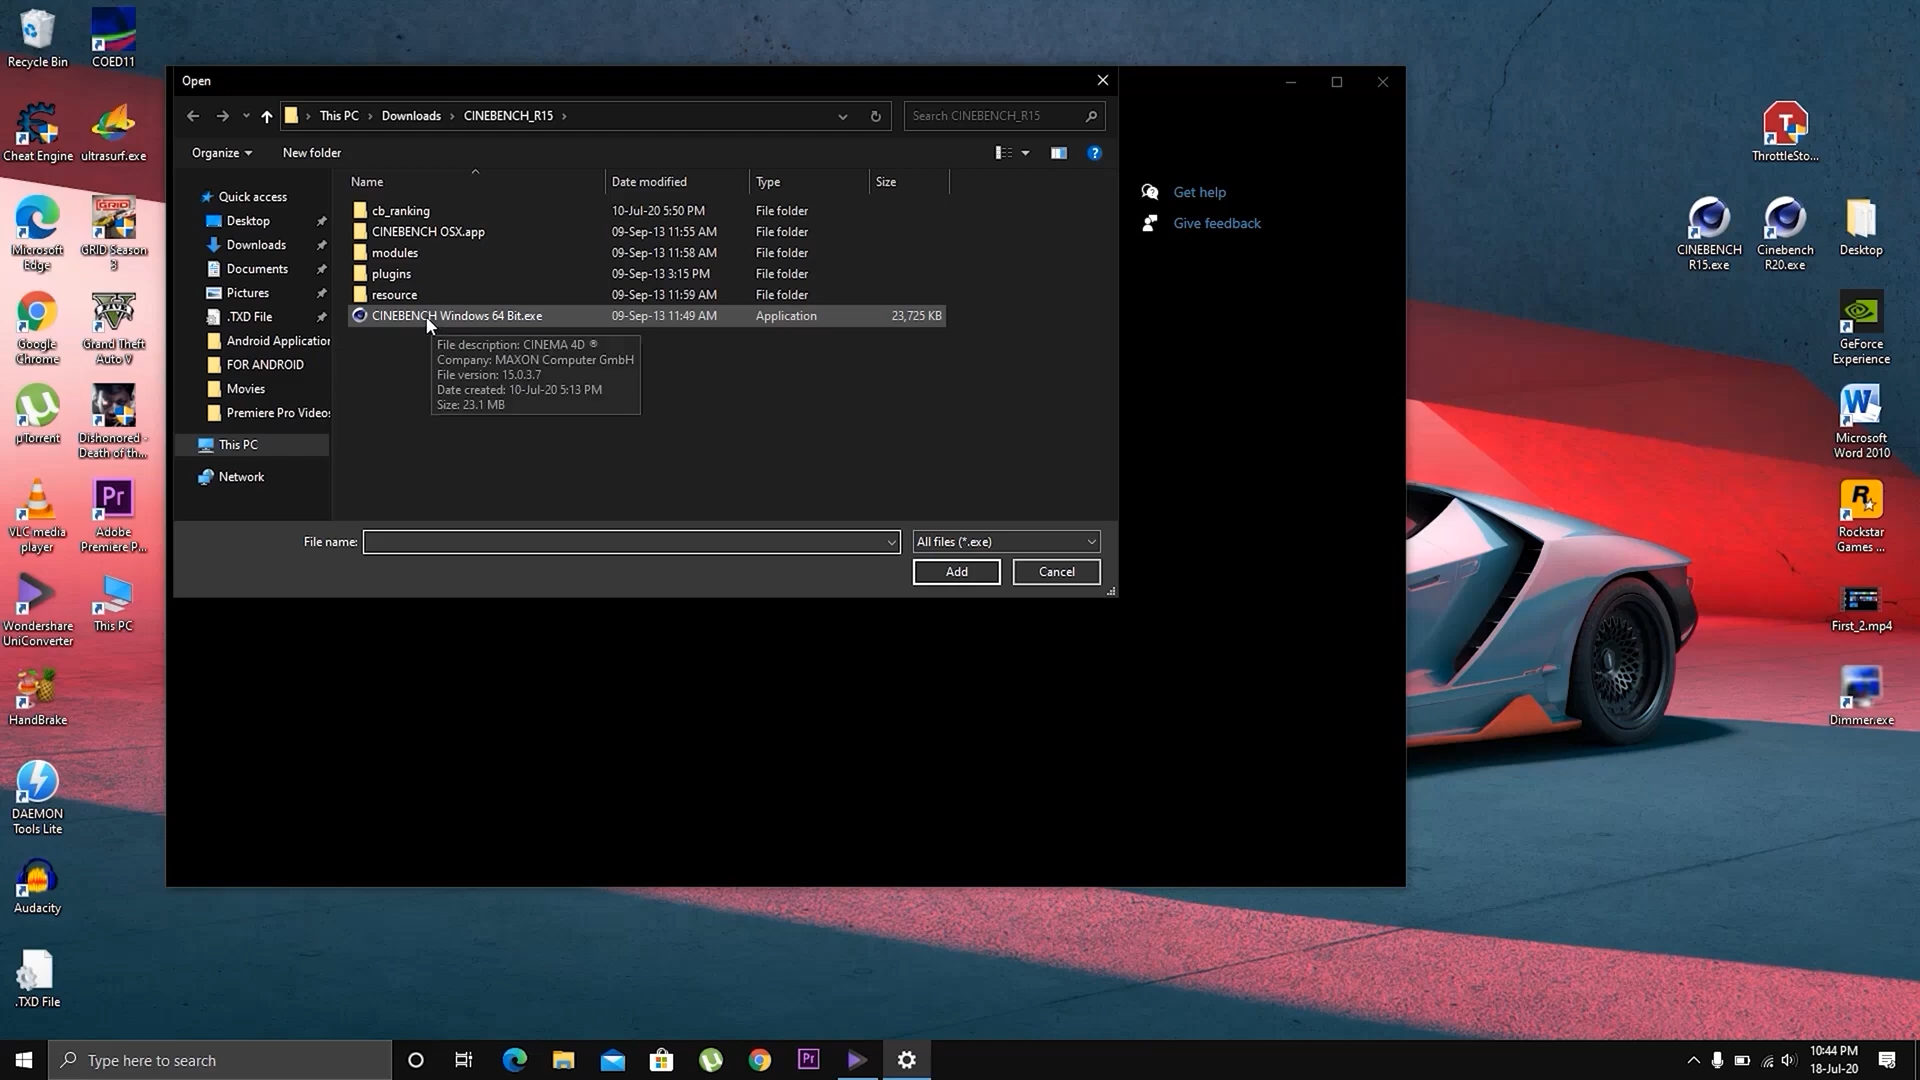 Recycle Bin
COED11
Cheat Engine
ultrasurf.exe
Microsoft
Edge
GRID Season
3
Google
Chrome
Grand Theft
Auto V
µTorrent
Dishonored -
Death of th...
VLC media
player
Adobe
Premiere P...
Wondershare
UniConverter
This PC
HandBrake
DAEMON
Tools Lite
Audacity
.TXD File
Open
This PC
Downloads
CINEBENCH_R15
Search CINEBENCH_R15
Organize
New folder
Quick access
Desktop
Downloads
Documents
Pictures
.TXD File
Android Application
FOR ANDROID
Movies
Premiere Pro Videos
This PC
Network
Name Date modified Type Size
cb_ranking 10-Jul-20 5:50 PM File folder
CINEBENCH OSX.app 09-Sep-13 11:55 AM File folder
modules 09-Sep-13 11:58 AM File folder
plugins 09-Sep-13 3:15 PM File folder
resource 09-Sep-13 11:59 AM File folder
CINEBENCH Windows 64 Bit.exe 09-Sep-13 11:49 AM Application 23,725 KB
File description: CINEMA 4D ®
Company: MAXON Computer GmbH
File version: 15.0.3.7
Date created: 10-Jul-20 5:13 PM
Size: 23.1 MB
File name:
All files (*.exe)
Add
Cancel
Get help
Give feedback
ThrottleSto...
CINEBENCH
R15.exe
Cinebench
R20.exe
Desktop
GeForce
Experience
Microsoft
Word 2010
Rockstar
Games ...
First_2.mp4
Dimmer.exe
Type here to search
10:44 PM
18-Jul-20